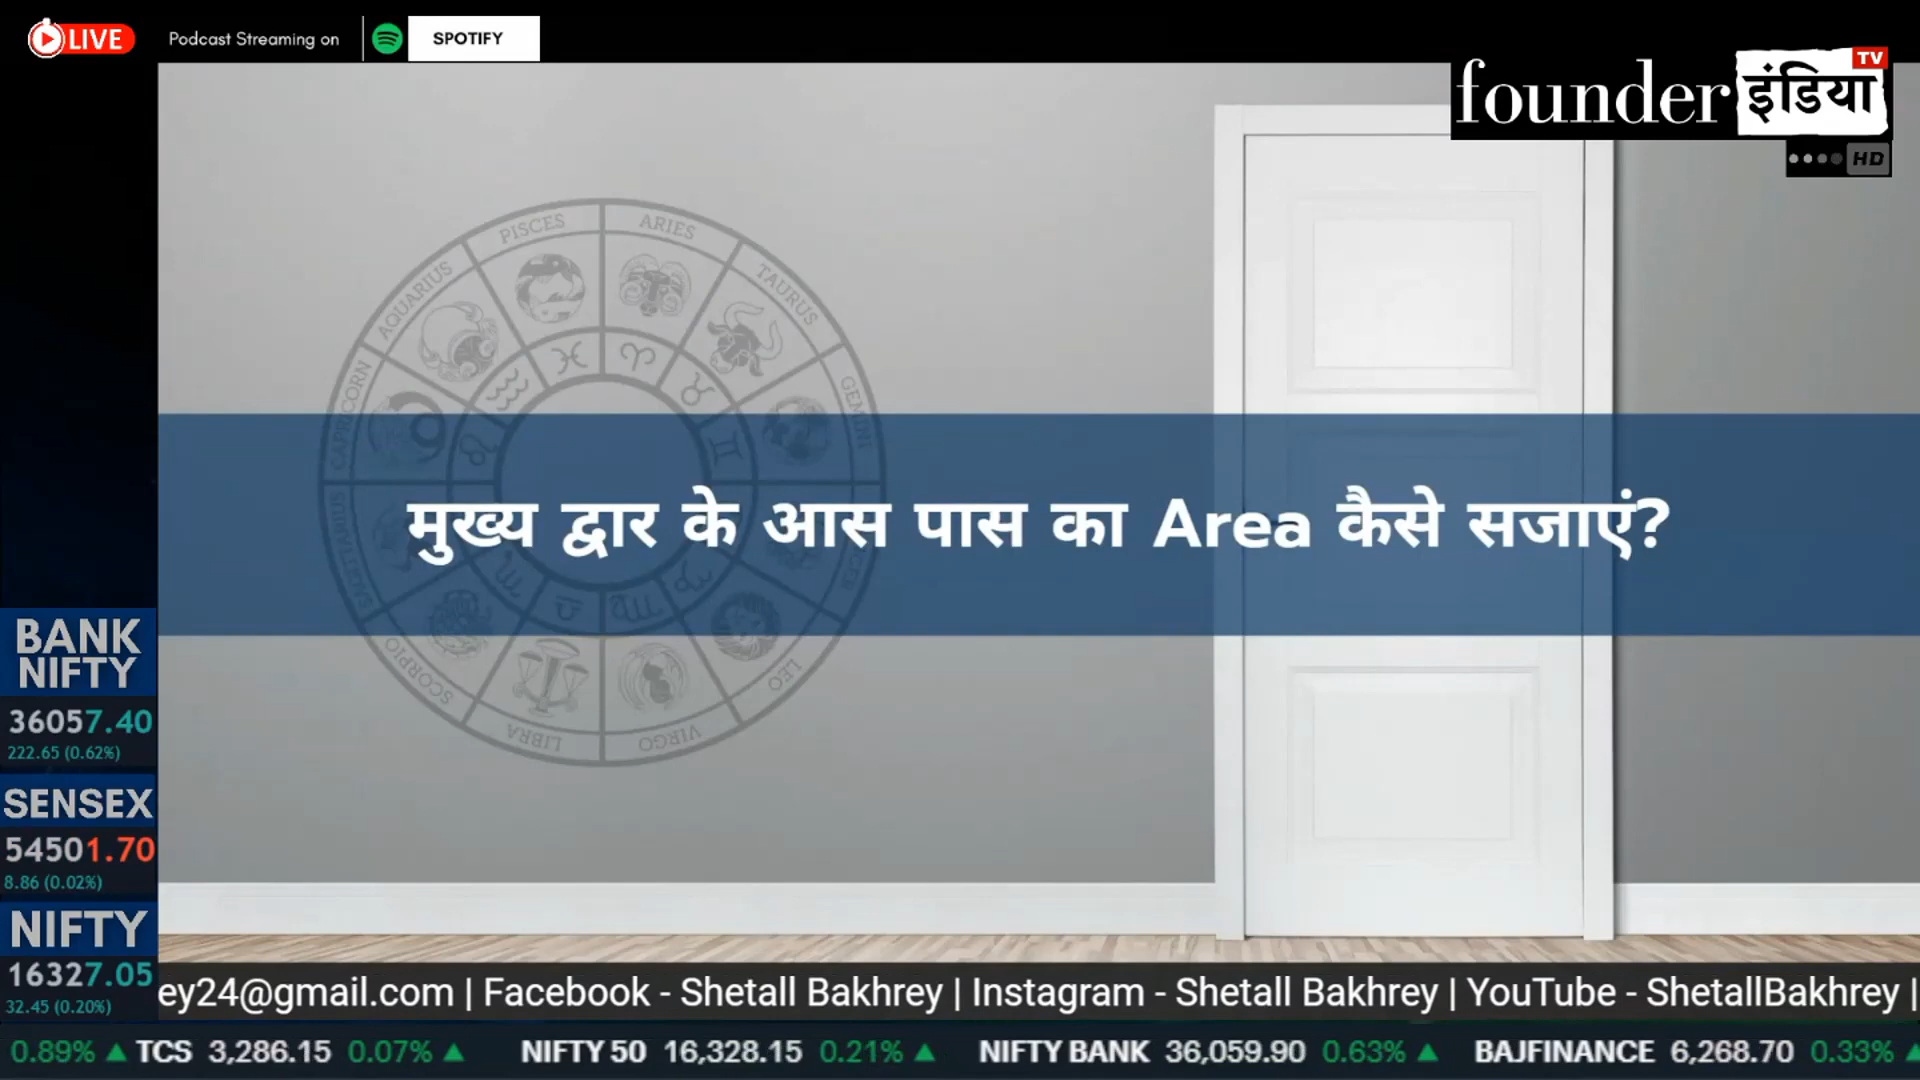 LIVE
Podcast Streaming on
SPOTIFY
founder इंडिया TV
HD
PISCES
ARIES
AQUARIUS
TAURUS
CAPRICORN
GEMINI
मुख्य द्वार के आस पास का Area कैसे सजाएं?
SAGITTARIUS
SCORPIO
LEO
LIBRA
VIRGO
BANK
NIFTY
36057.40
222.65 (0.62%)
SENSEX
54501.70
8.86 (0.02%)
NIFTY
16327.05
32.45 (0.20%)
ey24@gmail.com | Facebook - Shetall Bakhrey | Instagram - Shetall Bakhrey | YouTube - ShetallBakhrey |
0.89% ▲ TCS 3,286.15 0.07% ▲ NIFTY 50 16,328.15 0.21% ▲ NIFTY BANK 36,059.90 0.63% ▲ BAJFINANCE 6,268.70 0.33% ▲